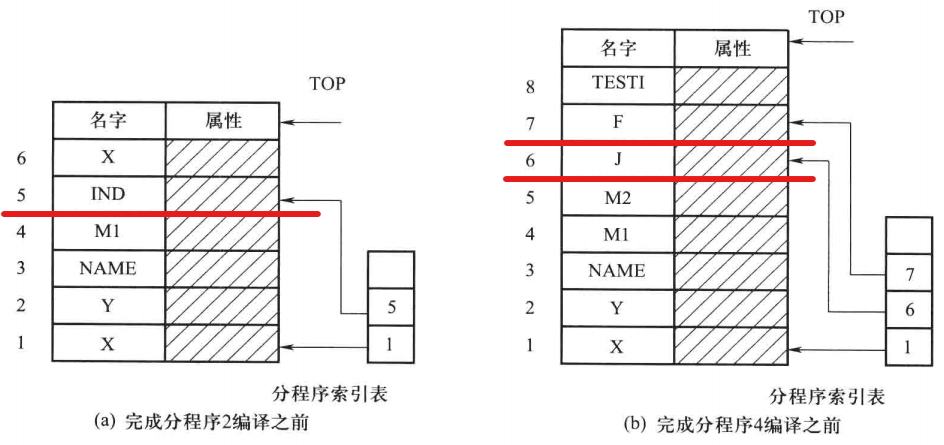 TOP
名字 属性
6 X
5 IND
4 M1
3 NAME
2 Y
1 X
5
1
分程序索引表
(a) 完成分程序2编译之前
TOP
名字 属性
8 TESTI
7 F
6 J
5 M2
4 M1
3 NAME
2 Y
1 X
7
6
1
分程序索引表
(b) 完成分程序4编译之前